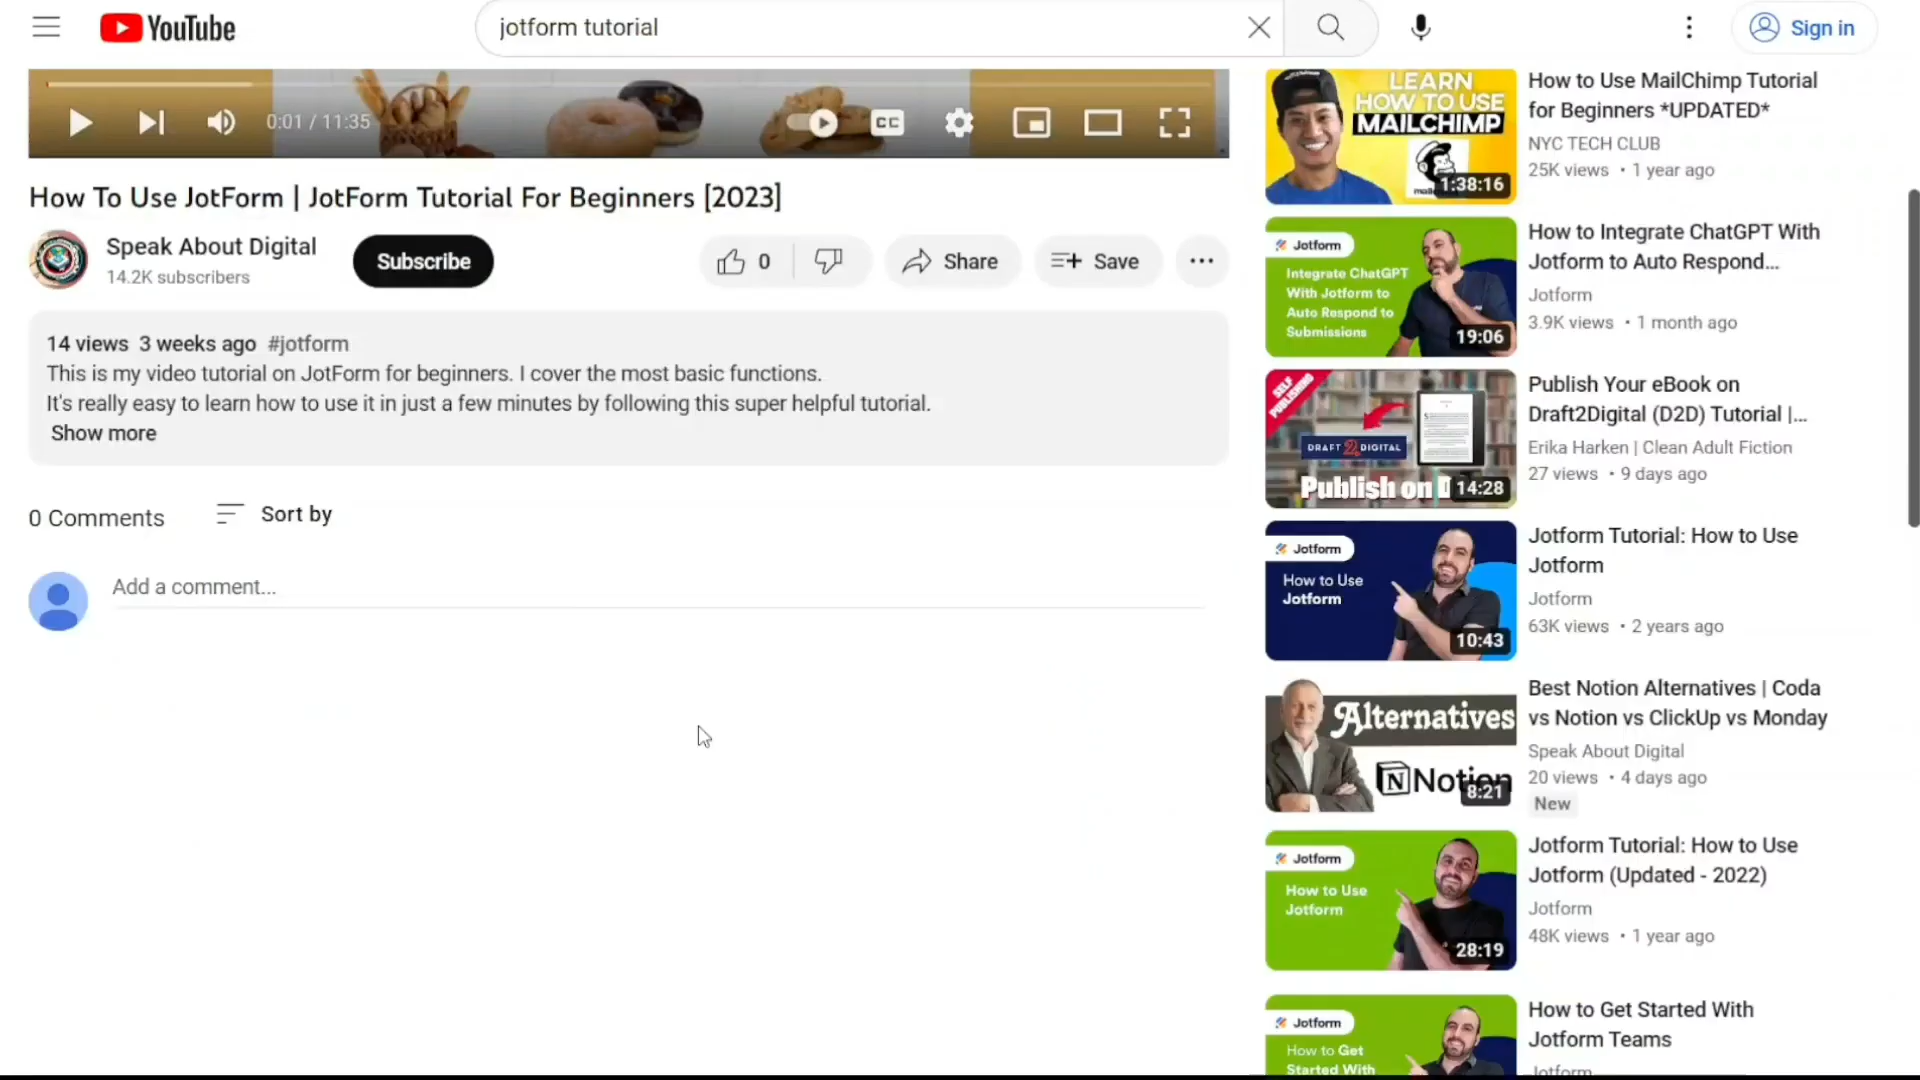 YouTube
jotform tutorial
Sign in
0:01 / 11:35
CC
How To Use JotForm | JotForm Tutorial For Beginners [2023]
Speak About Digital
14.2K subscribers
Subscribe
0
Share
Save
14 views 3 weeks ago #jotform
This is my video tutorial on JotForm for beginners. I cover the most basic functions.
It's really easy to learn how to use it in just a few minutes by following this super helpful tutorial.
Show more
0 Comments
Sort by
Add a comment...
LEARN
HOW TO USE
MAILCHIMP
1:38:16
How to Use MailChimp Tutorial
for Beginners *UPDATED*
NYC TECH CLUB
25K views • 1 year ago
Jotform
Integrate ChatGPT
With Jotform to
Auto Respond to
Submissions
19:06
How to Integrate ChatGPT With
Jotform to Auto Respond...
Jotform
3.9K views • 1 month ago
SELF
PUBLISHING
DRAFT 2 DIGITAL
Publish on
14:28
Publish Your eBook on
Draft2Digital (D2D) Tutorial |...
Erika Harken | Clean Adult Fiction
27 views • 9 days ago
Jotform
How to Use
Jotform
10:43
Jotform Tutorial: How to Use
Jotform
Jotform
63K views • 2 years ago
Alternatives
Notion
8:21
Best Notion Alternatives | Coda
vs Notion vs ClickUp vs Monday
Speak About Digital
20 views • 4 days ago
New
Jotform
How to Use
Jotform
28:19
Jotform Tutorial: How to Use
Jotform (Updated - 2022)
Jotform
48K views • 1 year ago
Jotform
How to Get
Started With
How to Get Started With
Jotform Teams
Jotform